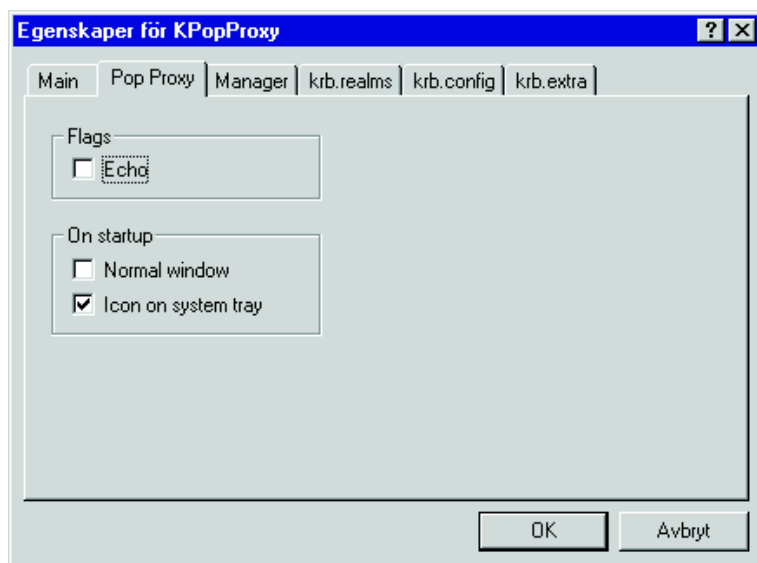 Egenskaper för KPopProxy
Main Pop Proxy Manager krb.realms krb.config krb.extra
Flags
Echo
On startup
Normal window
Icon on system tray
OK Avbryt